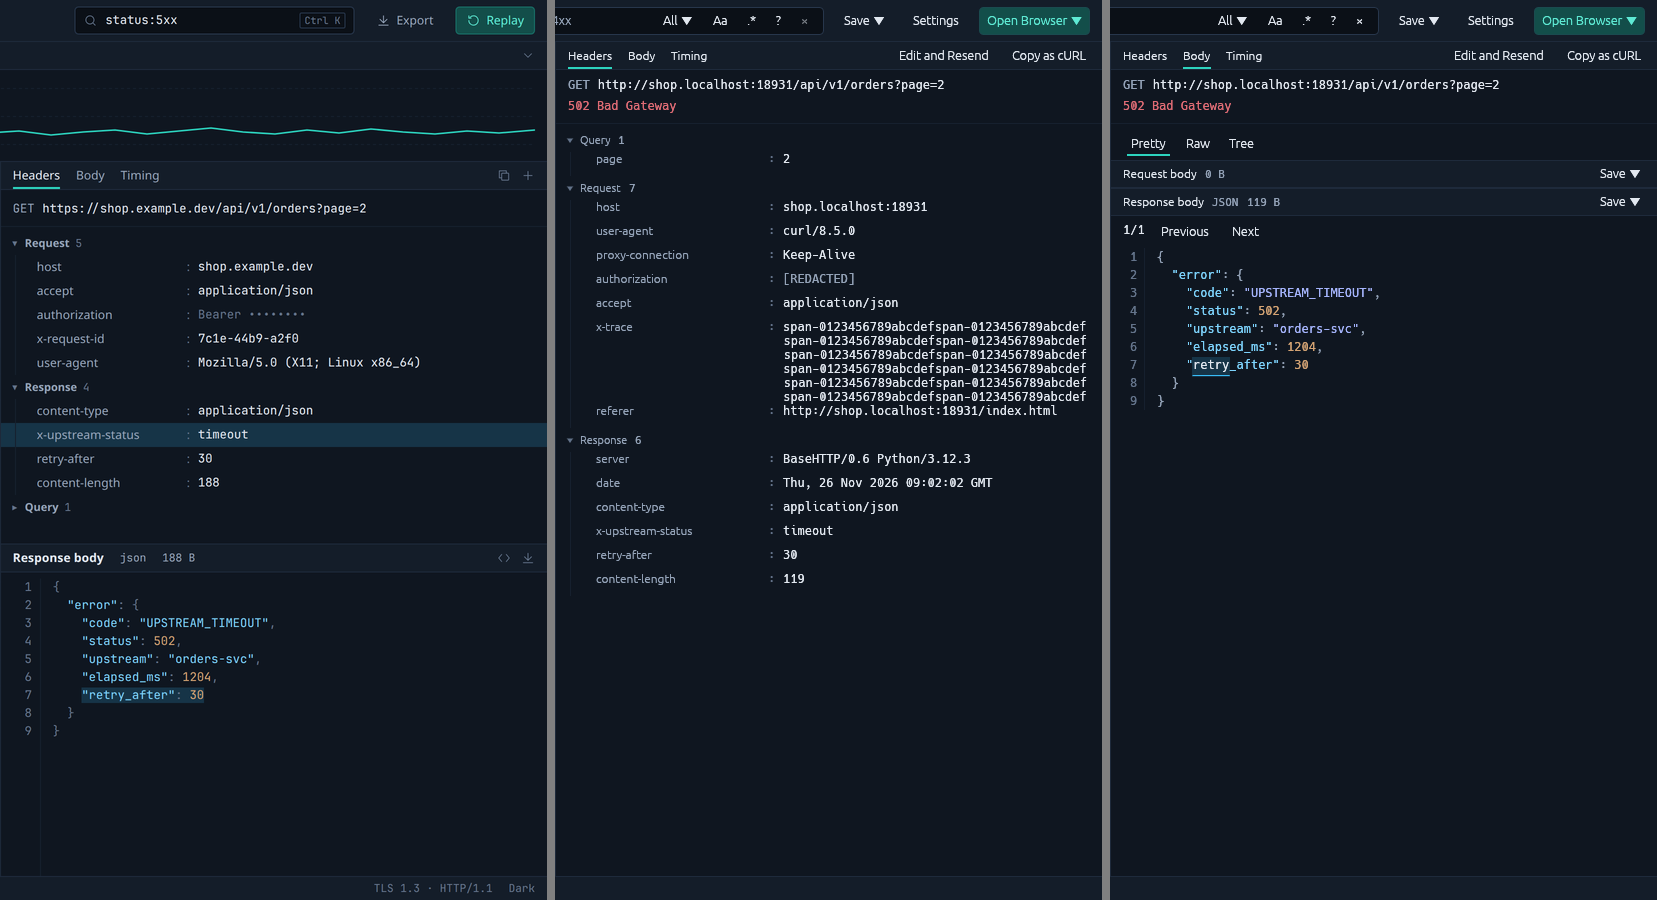 status:5xx
Ctrl K
Export
Replay
Headers Body Timing
GET https://shop.example.dev/api/v1/orders?page=2
Request 5
host : shop.example.dev
accept : application/json
authorization : Bearer ••••••••
x-request-id : 7c1e-44b9-a2f0
user-agent : Mozilla/5.0 (X11; Linux x86_64)
Response 4
content-type : application/json
x-upstream-status : timeout
retry-after : 30
content-length : 188
Query 1
Response body json 188 B
1 {
2 "error": {
3 "code": "UPSTREAM_TIMEOUT",
4 "status": 502,
5 "upstream": "orders-svc",
6 "elapsed_ms": 1204,
7 "retry_after": 30
8 }
9 }
TLS 1.3 · HTTP/1.1 Dark
4xx All ▼ Aa .* ? × Save ▼ Settings Open Browser ▼
Headers Body Timing Edit and Resend Copy as cURL
GET http://shop.localhost:18931/api/v1/orders?page=2
502 Bad Gateway
Query 1
page : 2
Request 7
host : shop.localhost:18931
user-agent : curl/8.5.0
proxy-connection : Keep-Alive
authorization : [REDACTED]
accept : application/json
x-trace : span-0123456789abcdefspan-0123456789abcdef
span-0123456789abcdefspan-0123456789abcdef
span-0123456789abcdefspan-0123456789abcdef
span-0123456789abcdefspan-0123456789abcdef
span-0123456789abcdefspan-0123456789abcdef
span-0123456789abcdefspan-0123456789abcdef
referer : http://shop.localhost:18931/index.html
Response 6
server : BaseHTTP/0.6 Python/3.12.3
date : Thu, 26 Nov 2026 09:02:02 GMT
content-type : application/json
x-upstream-status : timeout
retry-after : 30
content-length : 119
All ▼ Aa .* ? × Save ▼ Settings Open Browser ▼
Headers Body Timing Edit and Resend Copy as cURL
GET http://shop.localhost:18931/api/v1/orders?page=2
502 Bad Gateway
Pretty Raw Tree
Request body 0 B Save ▼
Response body JSON 119 B Save ▼
1/1 Previous Next
1 {
2 "error": {
3 "code": "UPSTREAM_TIMEOUT",
4 "status": 502,
5 "upstream": "orders-svc",
6 "elapsed_ms": 1204,
7 "retry_after": 30
8 }
9 }